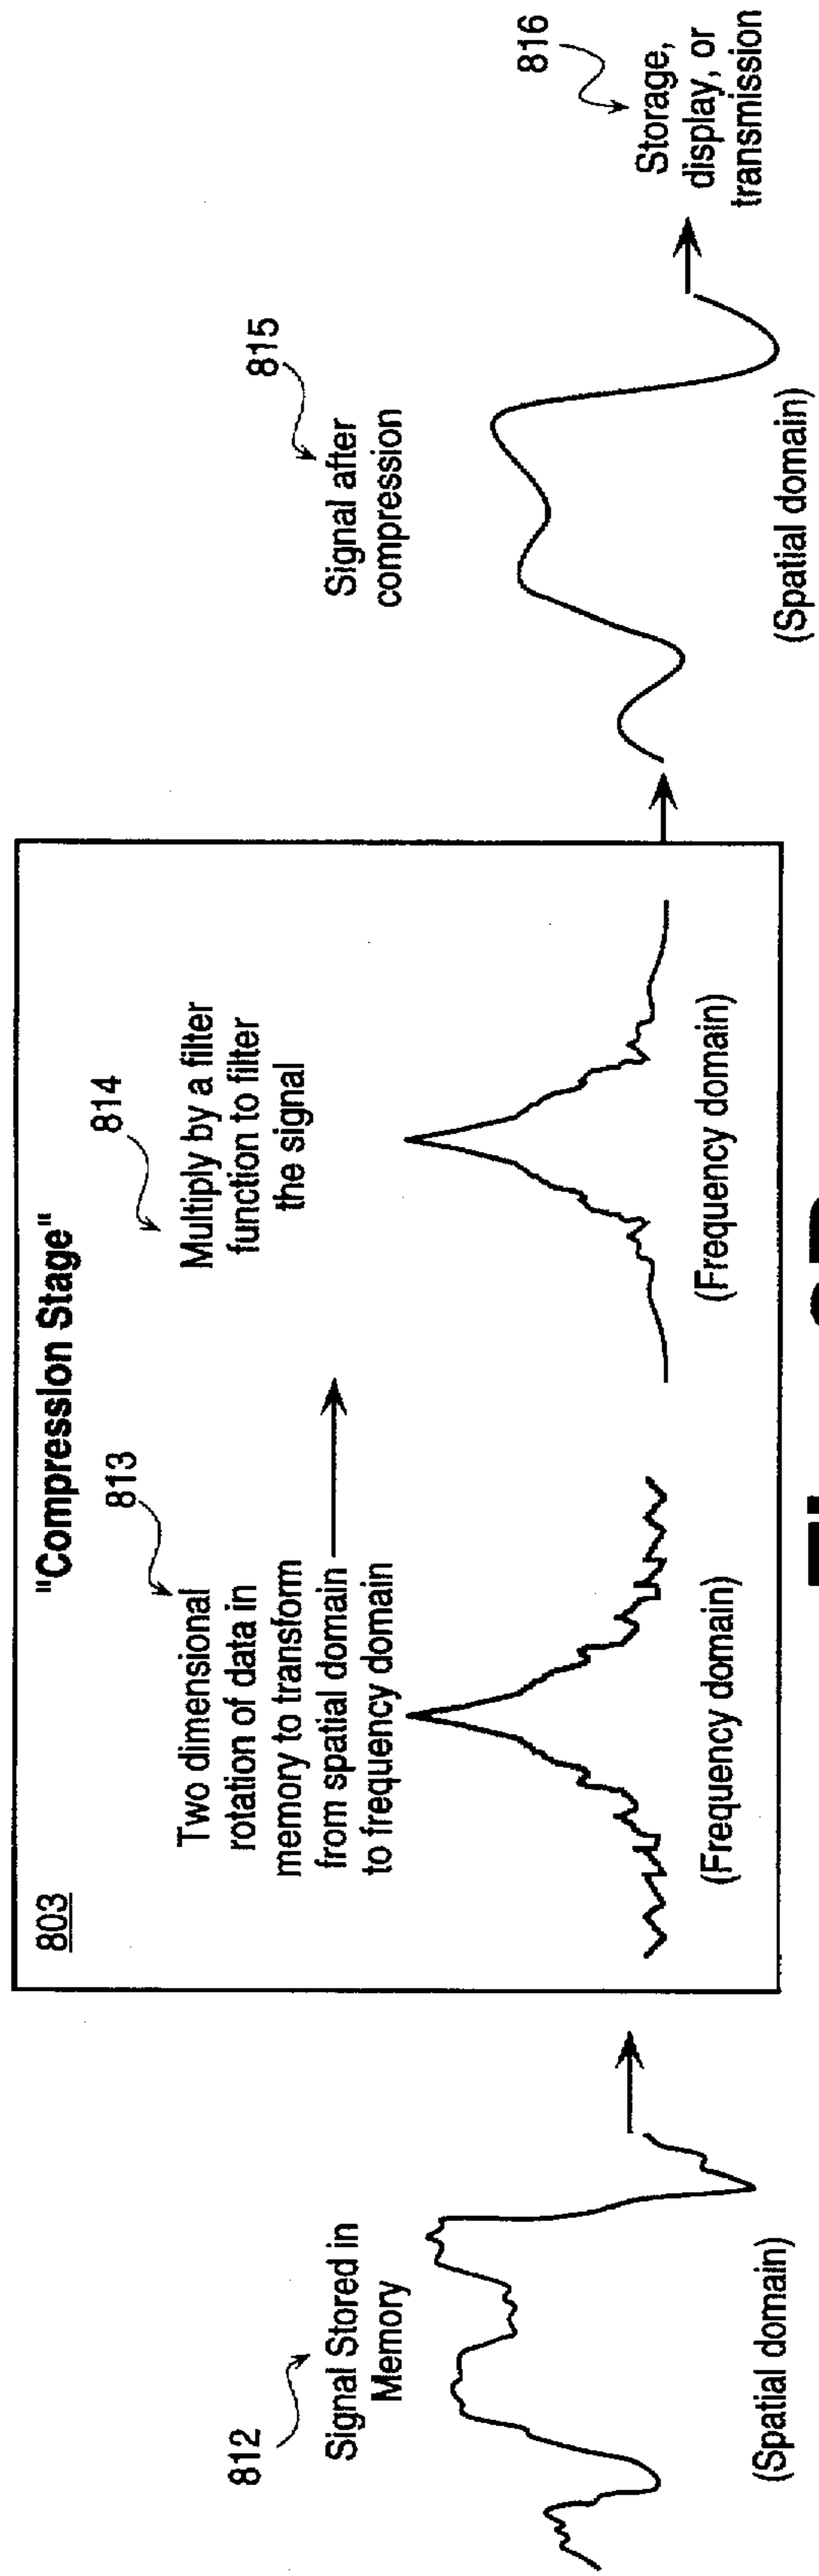 812
Signal Stored in
Memory
(Spatial domain)
803
"Compression Stage"
813
Two dimensional
rotation of data in
memory to transform
from spatial domain
to frequency domain
(Frequency domain)
814
Multiply by a filter
function to filter
the signal
(Frequency domain)
815
Signal after
compression
(Spatial domain)
816
Storage,
display, or
transmission